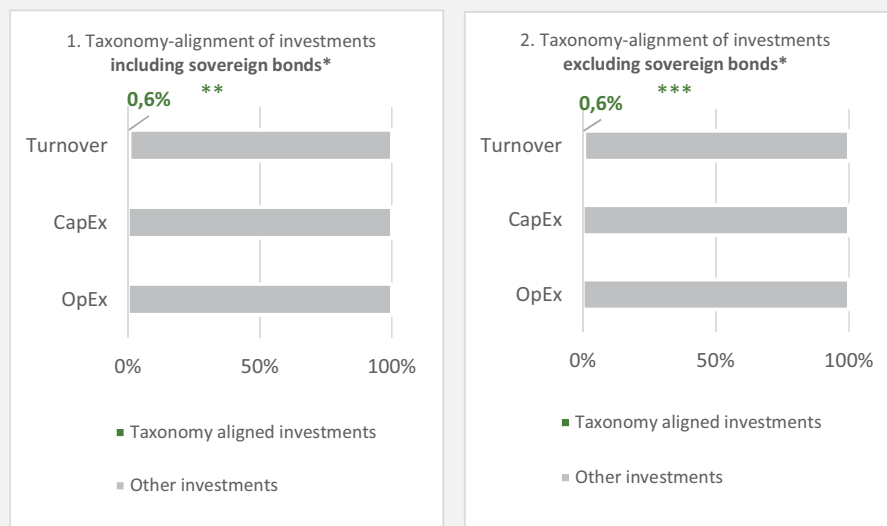 1. Taxonomy-alignment of investments
including sovereign bonds*
0,6% **
Turnover
CapEx
OpEx
0% 50% 100%
Taxonomy aligned investments
Other investments
2. Taxonomy-alignment of investments
excluding sovereign bonds*
0,6% ***
Turnover
CapEx
OpEx
0% 50% 100%
Taxonomy aligned investments
Other investments